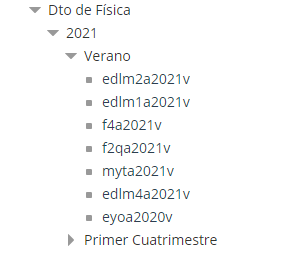 Dto de Física
2021
Verano
edlm2a2021v
edlm1a2021v
f4a2021v
f2qa2021v
myta2021v
edlm4a2021v
eyoa2020v
Primer Cuatrimestre